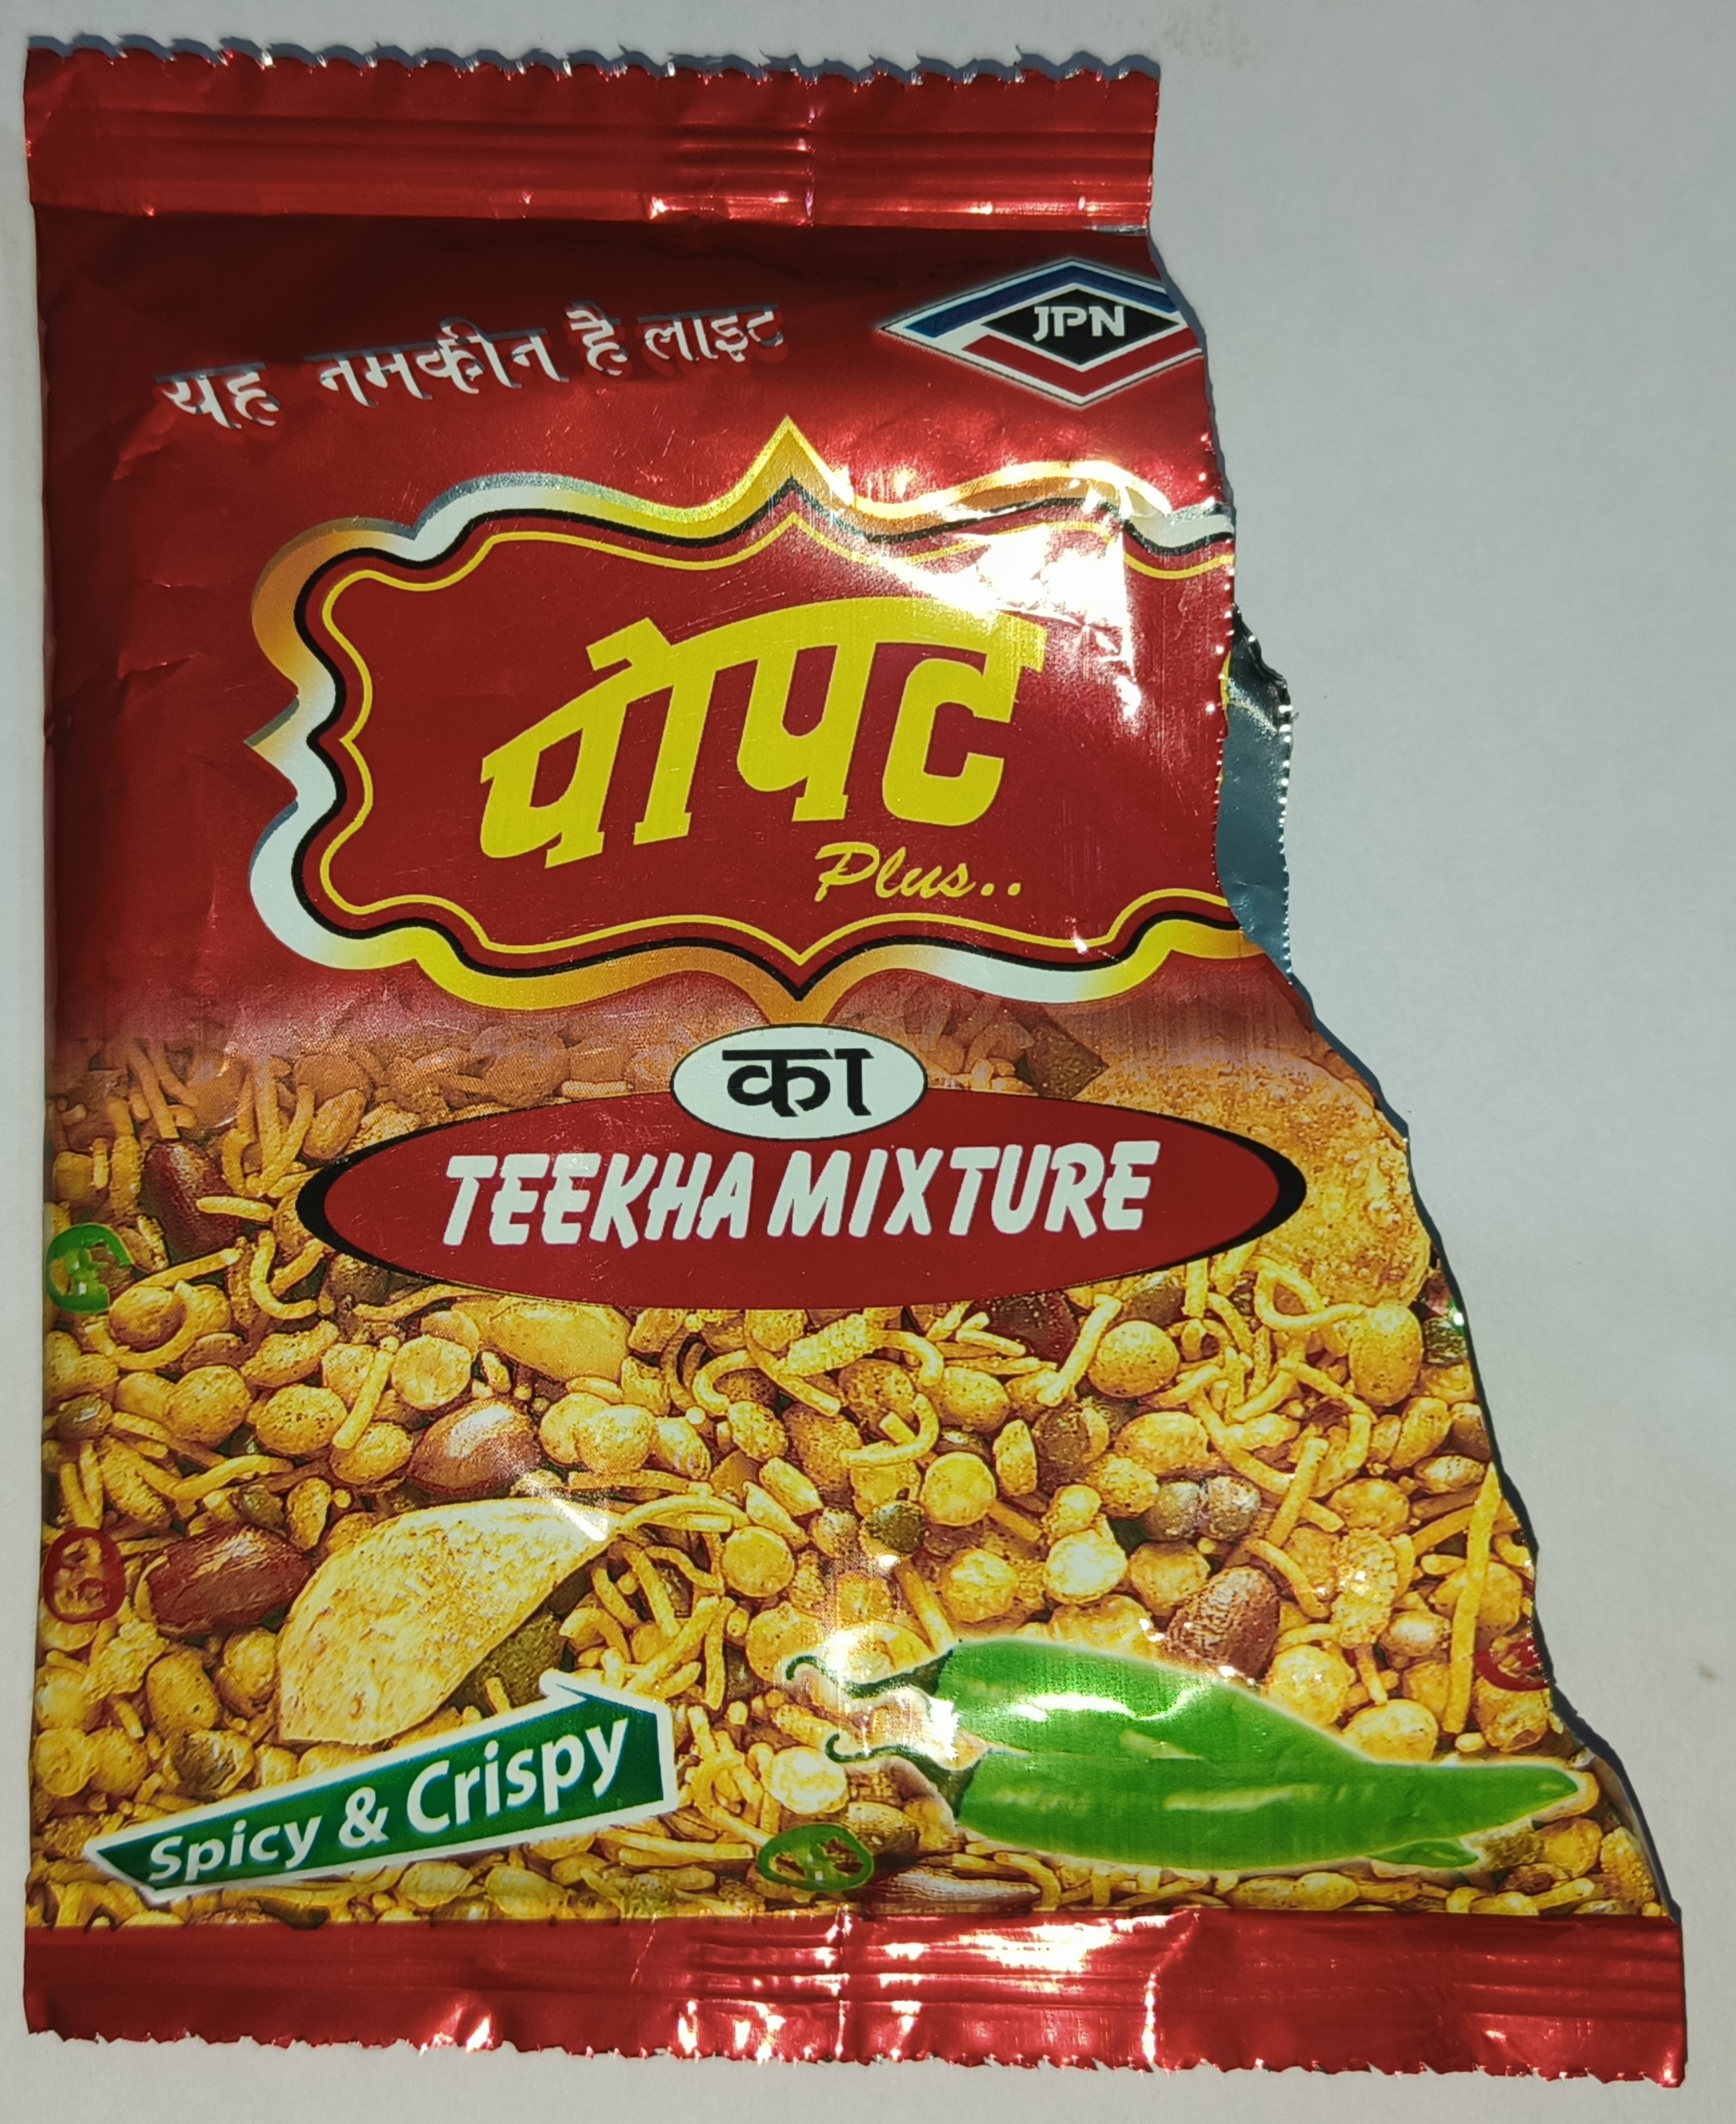 यह नमकीन है लाइट
JPN
पोपट
Plus..
का
TEEKHA MIXTURE
Spicy & Crispy